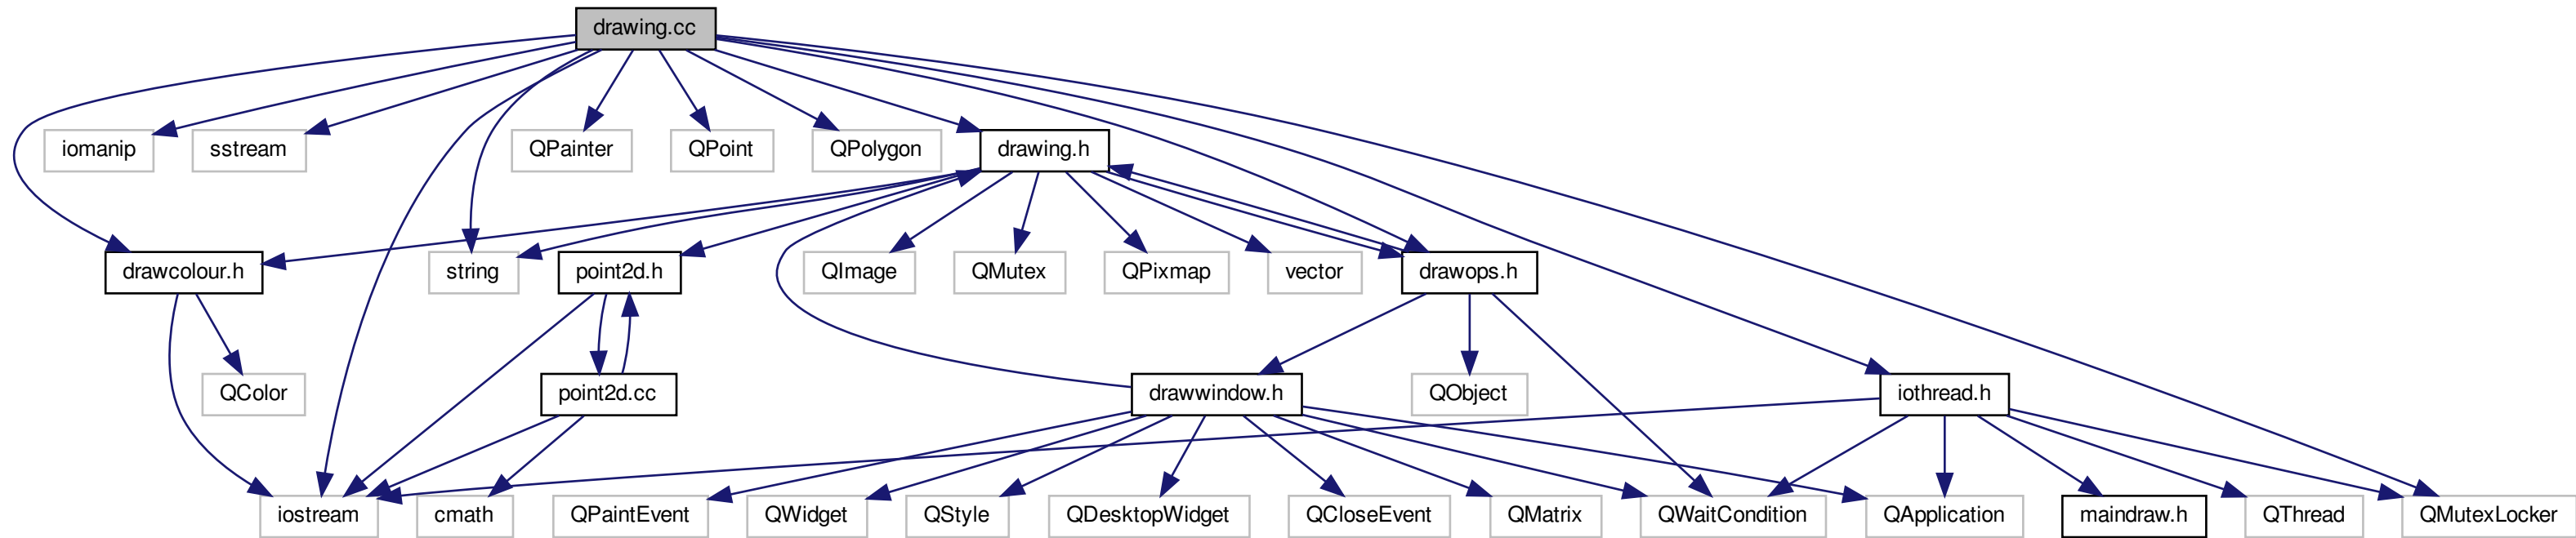 drawing.cc
iomanip
sstream
QPainter
QPoint
QPolygon
drawing.h
drawcolour.h
string
point2d.h
QImage
QMutex
QPixmap
vector
drawops.h
QColor
point2d.cc
drawwindow.h
QObject
iothread.h
iostream
cmath
QPaintEvent
QWidget
QStyle
QDesktopWidget
QCloseEvent
QMatrix
QWaitCondition
QApplication
maindraw.h
QThread
QMutexLocker